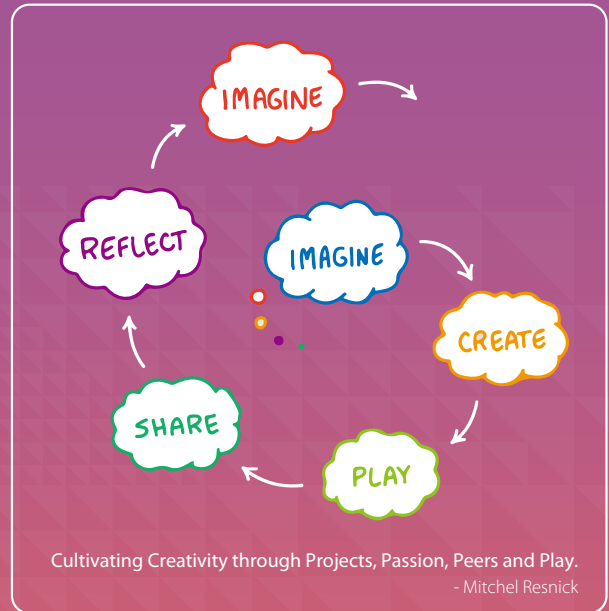 IMAGINE
REFLECT
IMAGINE
CREATE
SHARE
PLAY
Cultivating Creativity through Projects, Passion, Peers and Play.
- Mitchel Resnick